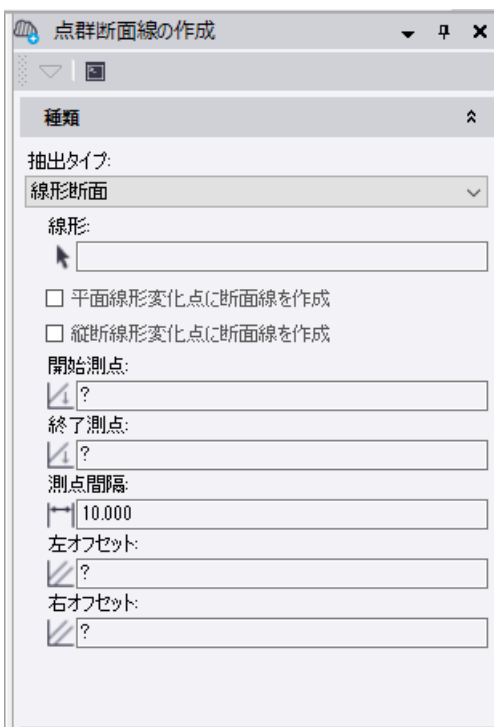 点群断面線の作成
種類
抽出タイプ:
線形断面
線形:
平面線形変化点に断面線を作成
縦断線形変化点に断面線を作成
開始測点:
?
終了測点:
?
測点間隔:
10.000
左オフセット:
?
右オフセット:
?